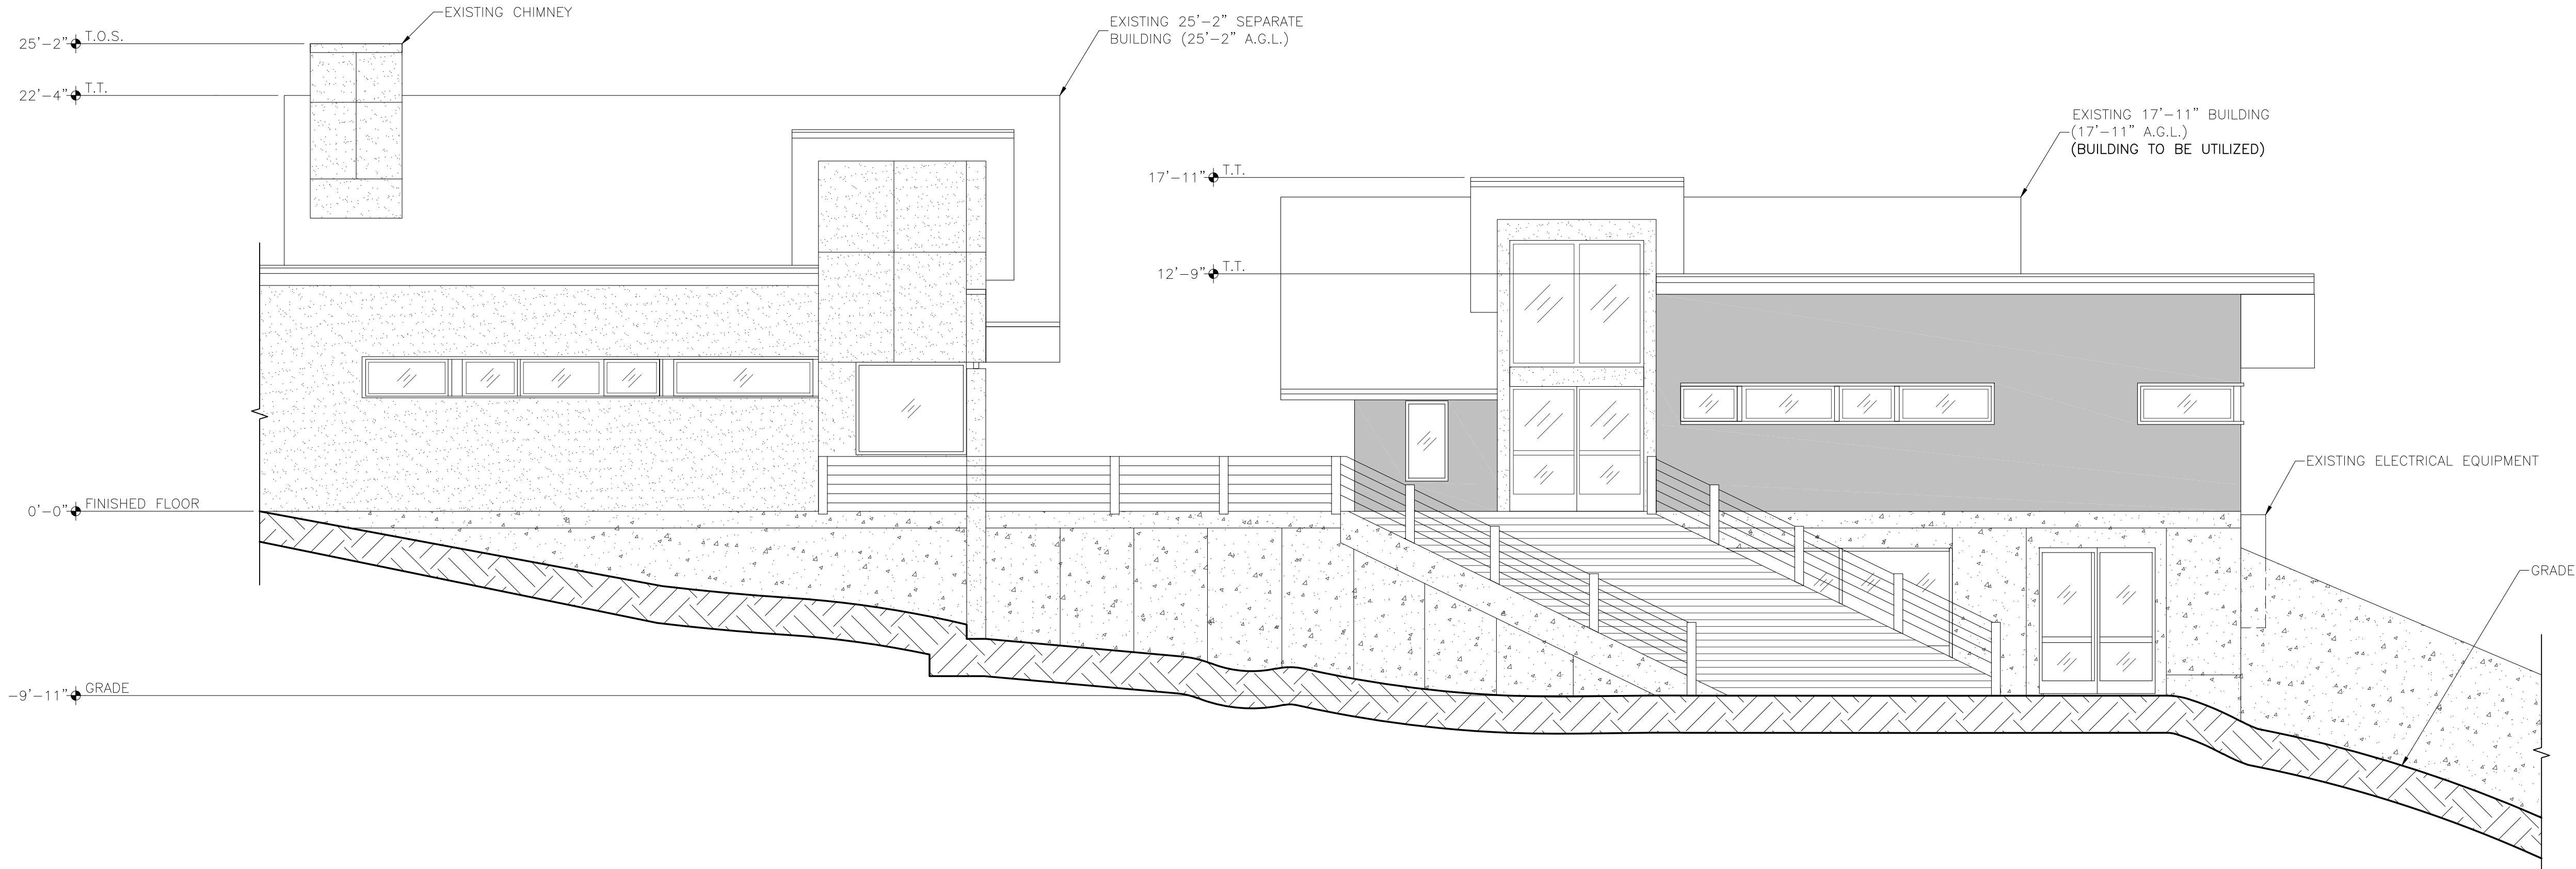 EXISTING CHIMNEY
25'-2" T.O.S.
EXISTING 25'-2" SEPARATE
BUILDING (25'-2" A.G.L.)
22'-4" T.T.
EXISTING 17'-11" BUILDING
(17'-11" A.G.L.)
(BUILDING TO BE UTILIZED)
17'-11" T.T.
12'-9" T.T.
EXISTING ELECTRICAL EQUIPMENT
0'-0" FINISHED FLOOR
GRADE
-9'-11" GRADE